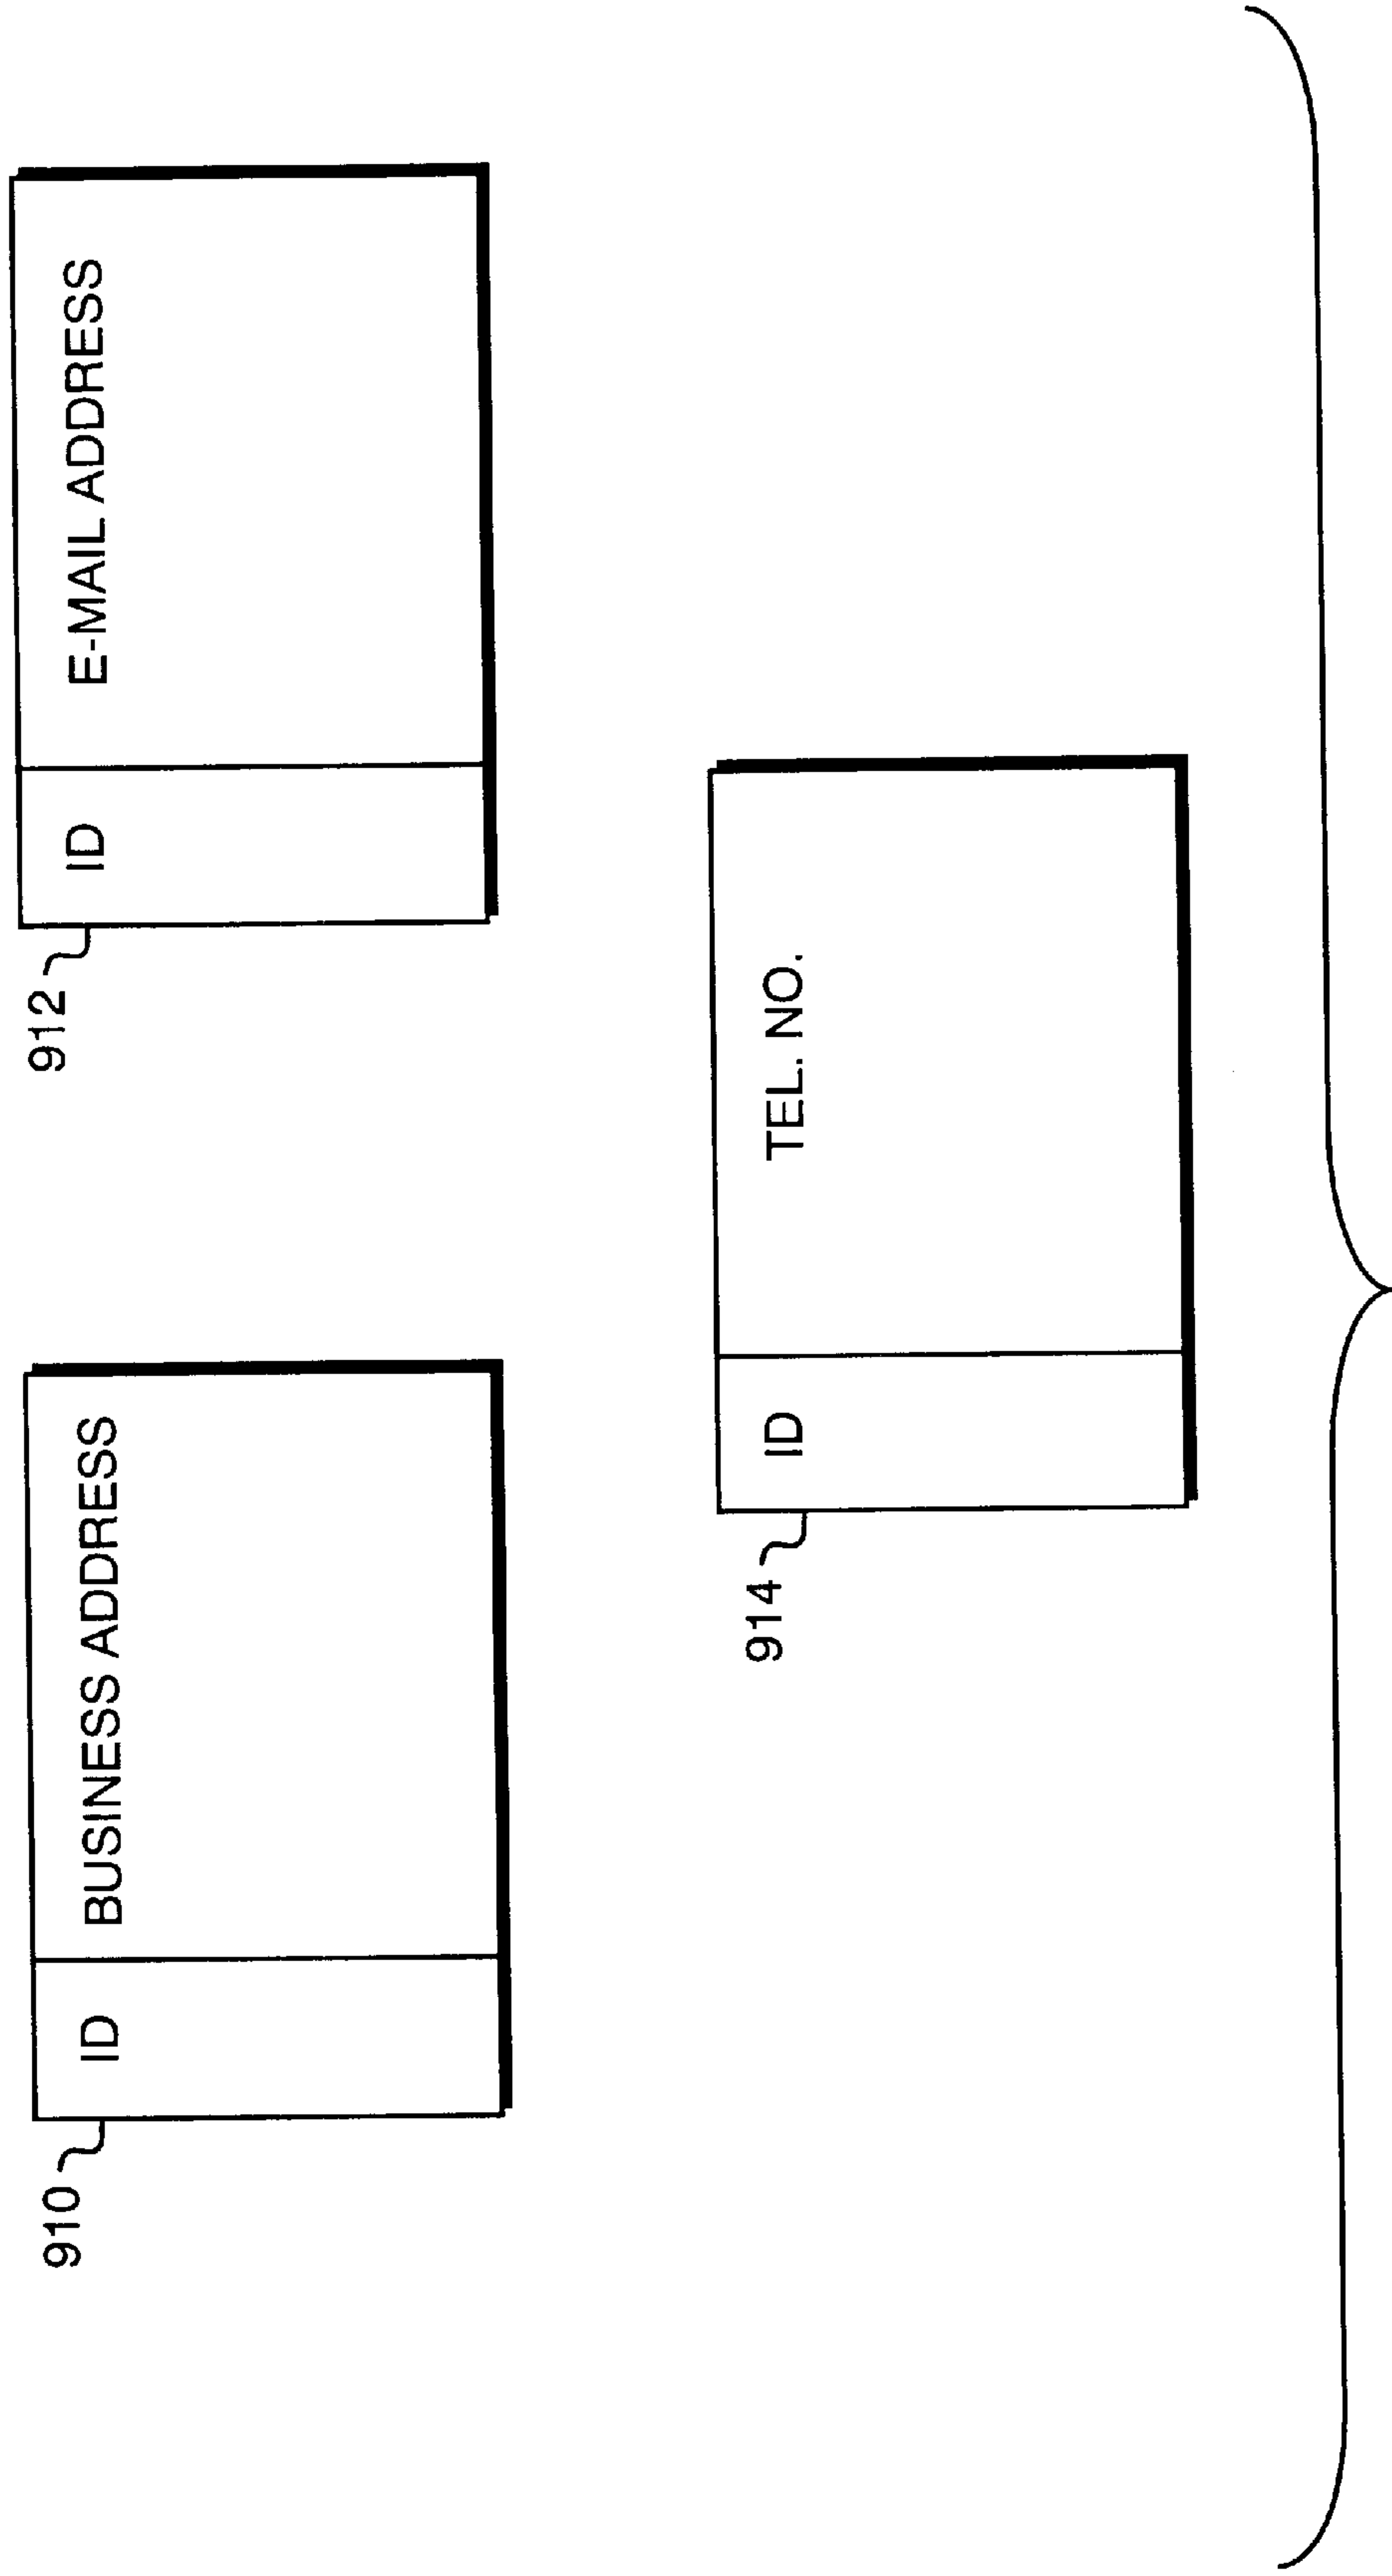 910
ID BUSINESS ADDRESS
912
ID E-MAIL ADDRESS
914
ID TEL. NO.